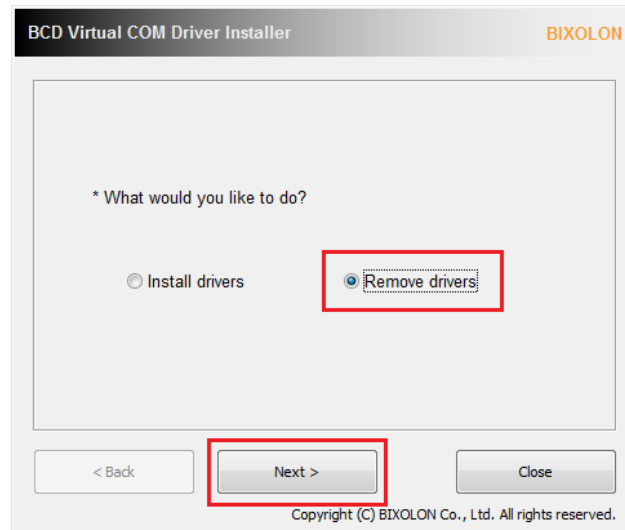 BCD Virtual COM Driver Installer BIXOLON
* What would you like to do?
Install drivers Remove drivers
< Back Next > Close
Copyright (C) BIXOLON Co., Ltd. All rights reserved.